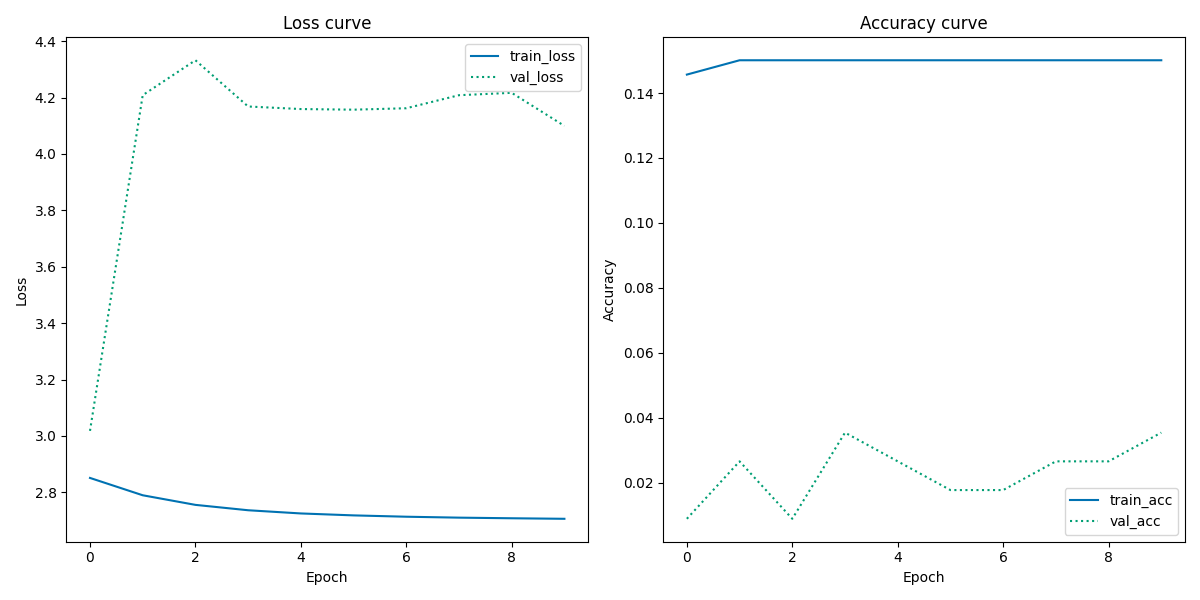 Loss curve
4.4
4.2
4.0
3.8
3.6
3.4
3.2
3.0
2.8
Loss
0 2 4 6 8
Epoch
train_loss
val_loss
Accuracy curve
0.14
0.12
0.10
0.08
0.06
0.04
0.02
Accuracy
0 2 4 6 8
Epoch
train_acc
val_acc